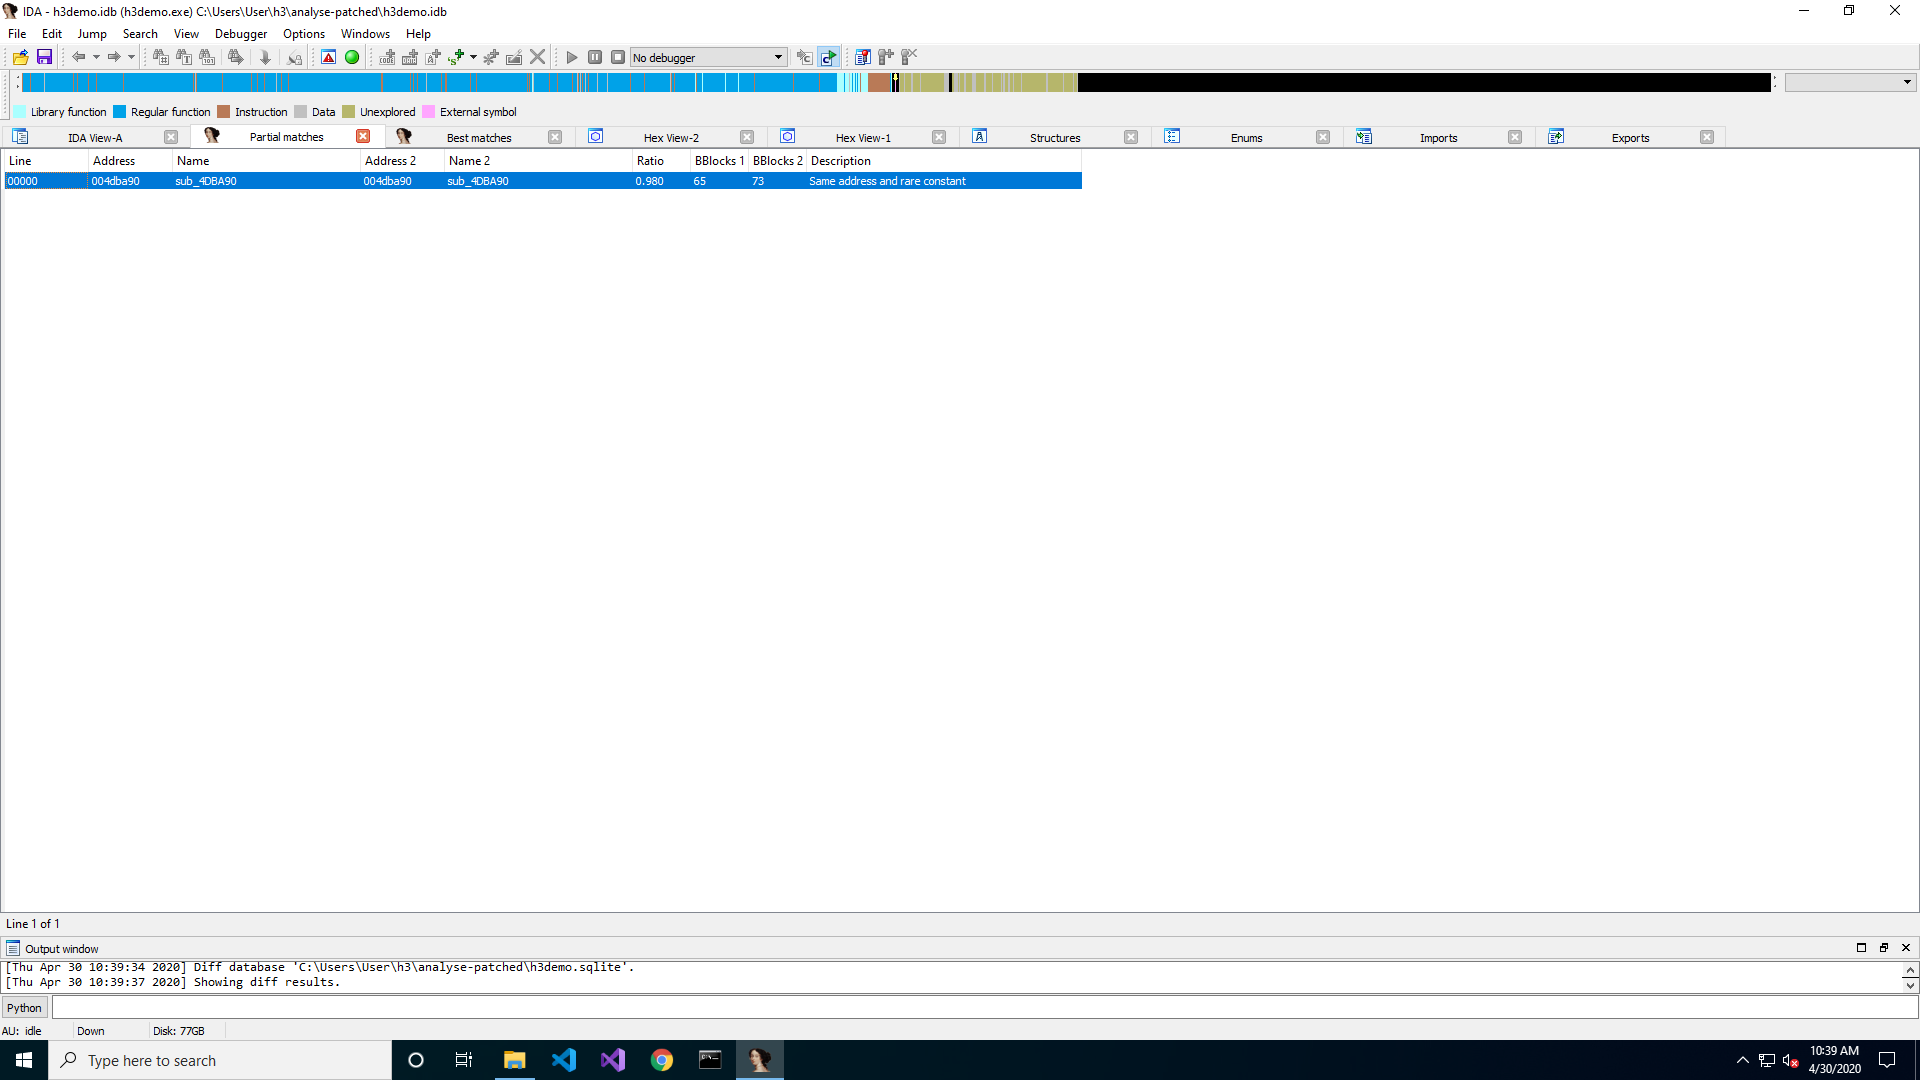 IDA - h3demo.idb (h3demo.exe) C:\Users\User\h3\analyse-patched\h3demo.idb
File Edit Jump Search View Debugger Options Windows Help
No debugger
Library function Regular function Instruction Data Unexplored External symbol
IDA View-A Partial matches Best matches Hex View-2 Hex View-1 Structures Enums Imports Exports
Line Address Name Address 2 Name 2 Ratio BBlocks 1 BBlocks 2 Description
00000 004dba90 sub_4DBA90 004dba90 sub_4DBA90 0.980 65 73 Same address and rare constant
Line 1 of 1
Output window
[Thu Apr 30 10:39:34 2020] Diff database 'C:\Users\User\h3\analyse-patched\h3demo.sqlite'.
[Thu Apr 30 10:39:37 2020] Showing diff results.
Python
AU: idle Down Disk: 77GB
Type here to search
10:39 AM
4/30/2020